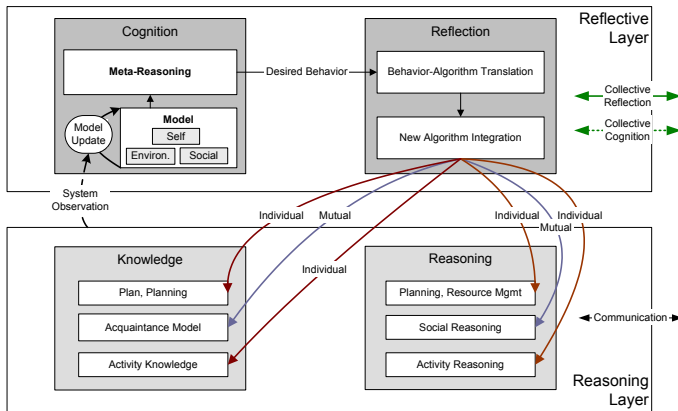 Reflective
Layer
Cognition
Reflection
Meta-Reasoning
Desired Behavior
Behavior-Algorithm Translation
Model
Self
Environ.
Social
Model
Update
New Algorithm Integration
Collective
Reflection
Collective
Cognition
System
Observation
Individual
Mutual
Individual
Individual
Individual
Mutual
Knowledge
Reasoning
Plan, Planning
Planning, Resource Mgmt
Acquaintance Model
Social Reasoning
Communication
Activity Knowledge
Activity Reasoning
Reasoning
Layer